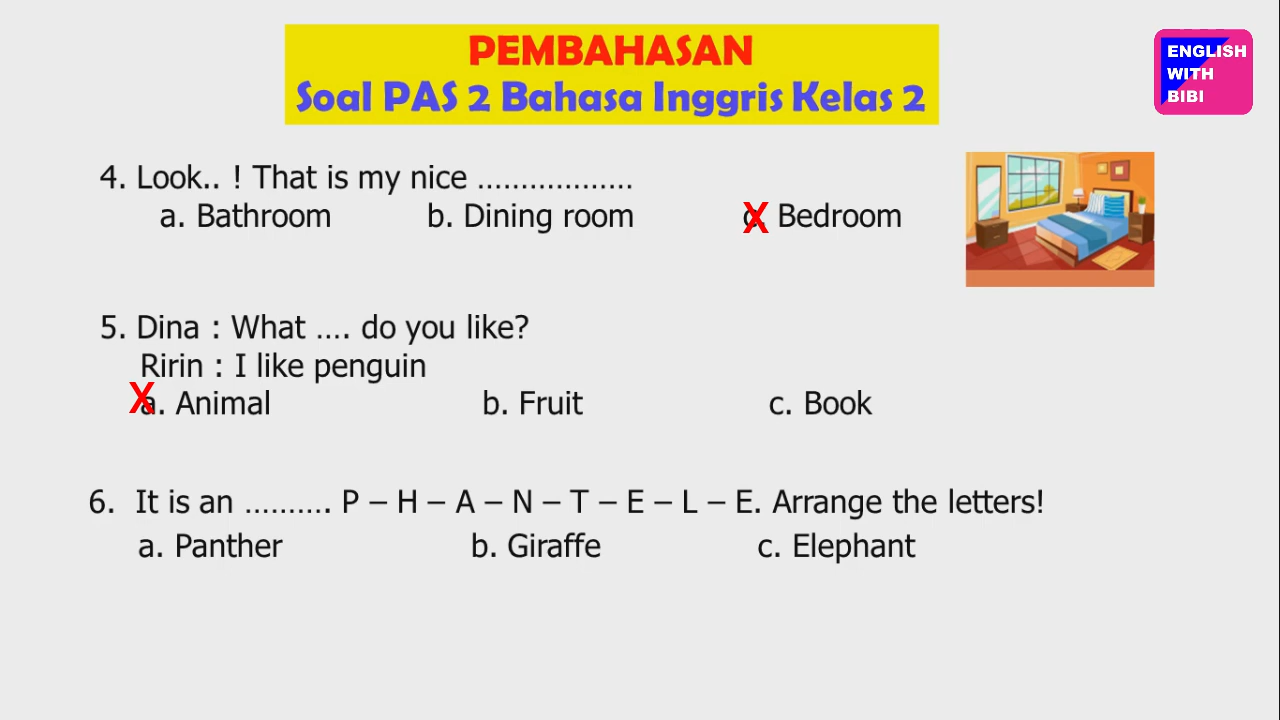 PEMBAHASAN
Soal PAS 2 Bahasa Inggris Kelas 2
ENGLISH
WITH
BIBI
4. Look.. ! That is my nice ………………
a. Bathroom b. Dining room X Bedroom
5. Dina : What …. do you like?
Ririn : I like penguin
X a. Animal b. Fruit c. Book
6. It is an ………. P – H – A – N – T – E – L – E. Arrange the letters!
a. Panther b. Giraffe c. Elephant